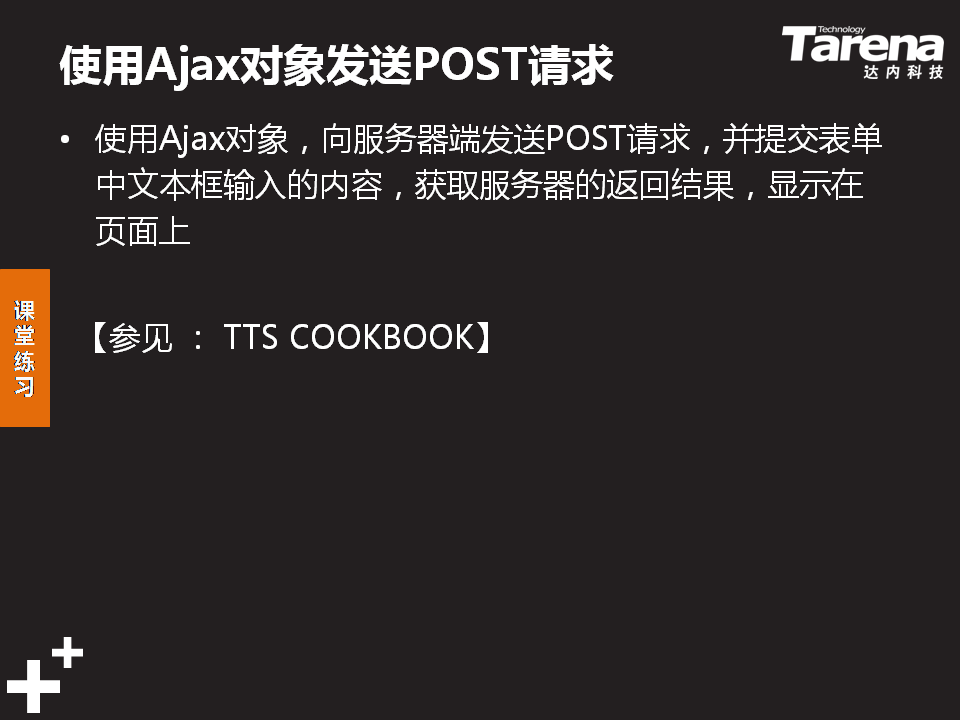 使用Ajax对象发送POST请求
Technology
Tarena
达内科技
• 使用Ajax对象，向服务器端发送POST请求，并提交表单
中文本框输入的内容，获取服务器的返回结果，显示在
页面上
课堂练习
【参见 ： TTS COOKBOOK】